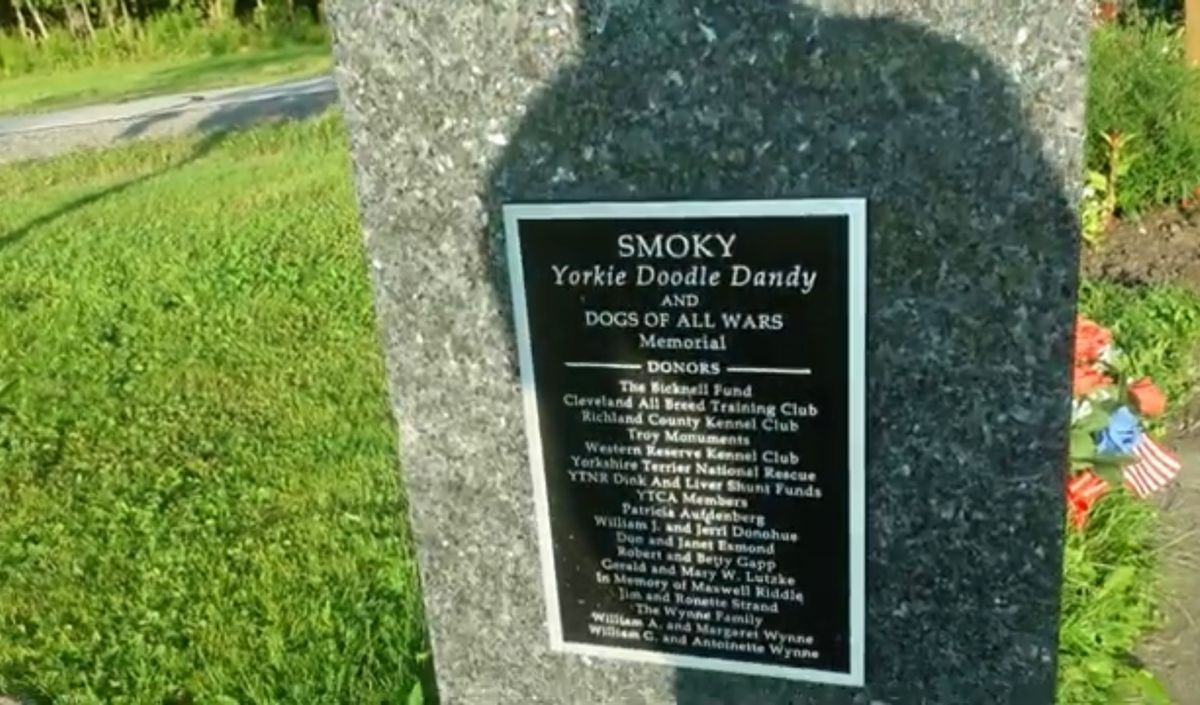 SMOKY
Yorkie Doodle Dandy
AND
DOGS OF ALL WARS
Memorial
DONORS
The Bicknell Fund
Cleveland All Breed Training Club
Richland County Kennel Club
Troy Monuments
Western Reserve Kennel Club
Yorkshire Terrier National Rescue
YTNR Dink And Liver Shunt Funds
YTCA Members
Patricia Aufdenberg
William J. and Jerri Donohue
Don and Janet Esmond
Robert and Betty Gapp
Gerald and Mary W. Lutzke
In Memory of Maxwell Riddle
Jim and Ronette Strand
The Wynne Family
William A. and Margaret Wynne
William G. and Antoinette Wynne